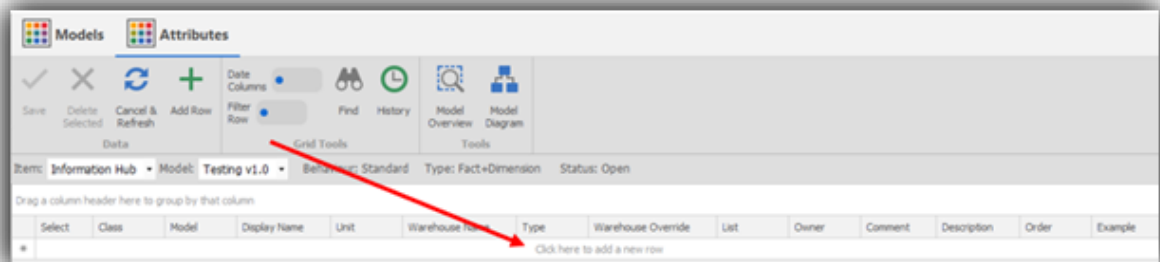 Models Attributes
Save Delete Selected Cancel & Refresh Add Row Date Columns Filter Row Find History Model Overview Model Diagram
Data Grid Tools Tools
Item: Information Hub Model: Testing v1.0 Behaviour: Standard Type: Fact+Dimension Status: Open
Drag a column header here to group by that column
Select Class Model Display Name Unit Warehouse Name Type Warehouse Override List Owner Comment Description Order Example
Click here to add a new row